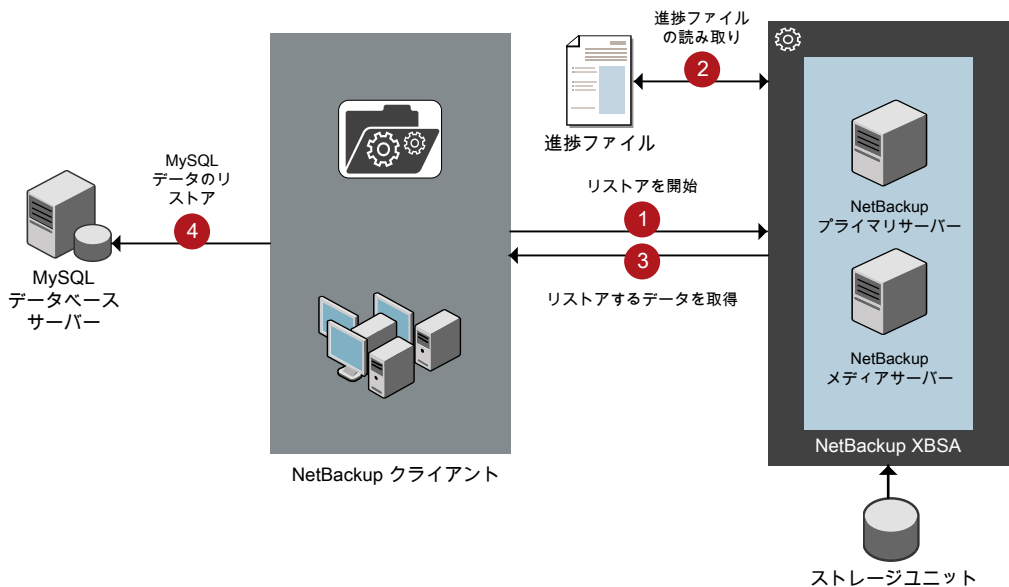 進捗ファイル
の読み取り
2
進捗ファイル
MySQL
データのリ
ストア
4
リストアを開始
1
3
リストアするデータを取得
NetBackup
プライマリサーバー
NetBackup
メディアサーバー
NetBackup XBSA
MySQL
データベース
サーバー
NetBackup クライアント
ストレージユニット